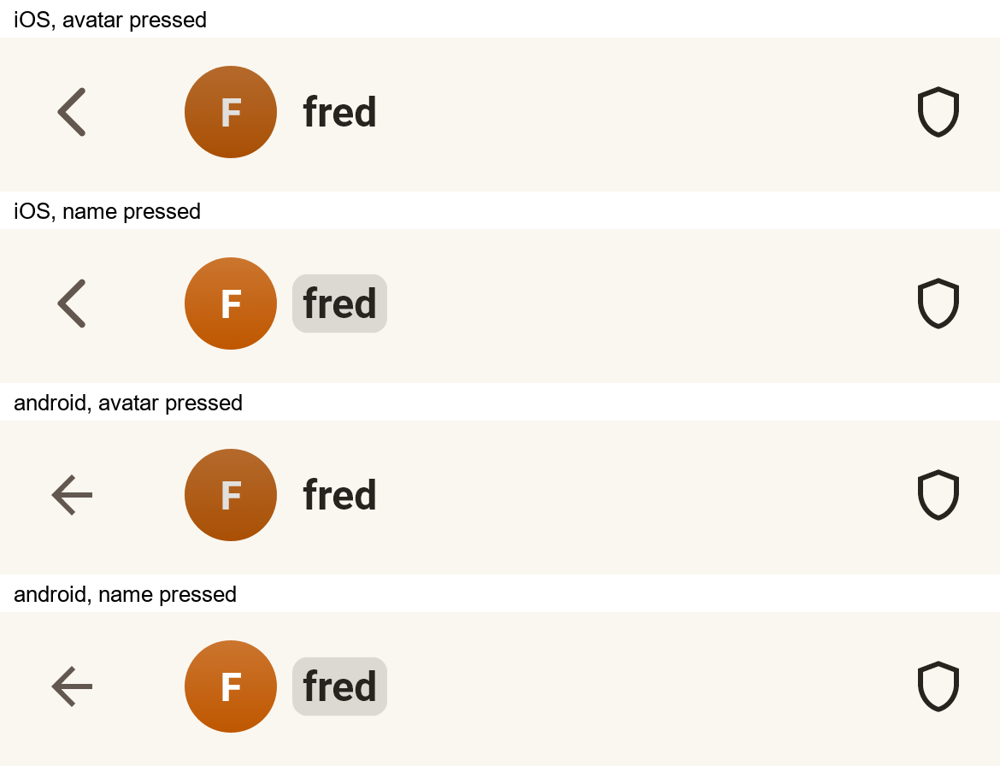 iOS, avatar pressed
F fred
iOS, name pressed
F fred
android, avatar pressed
F fred
android, name pressed
F fred